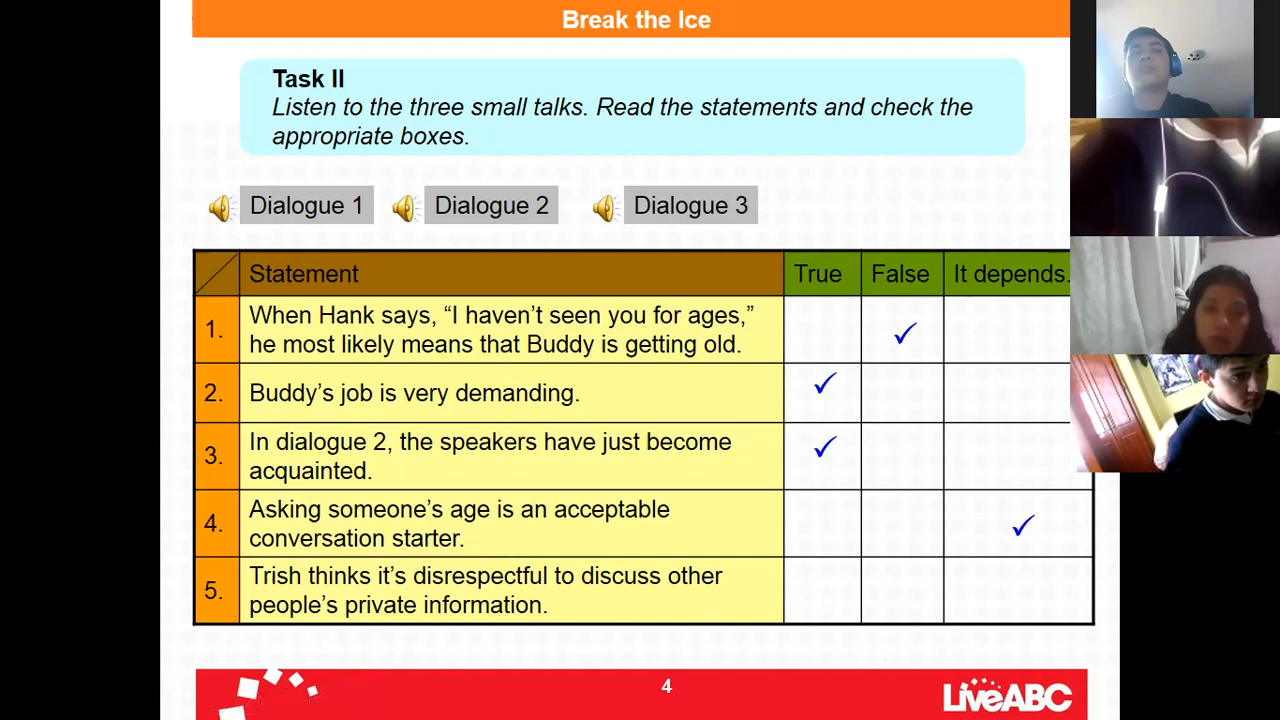 Break the Ice
Task II
Listen to the three small talks. Read the statements and check the
appropriate boxes.
Dialogue 1
Dialogue 2
Dialogue 3
Statement
True
False
It depends.
1.
When Hank says, “I haven’t seen you for ages,”
he most likely means that Buddy is getting old.
2.
Buddy’s job is very demanding.
3.
In dialogue 2, the speakers have just become
acquainted.
4.
Asking someone’s age is an acceptable
conversation starter.
5.
Trish thinks it’s disrespectful to discuss other
people’s private information.
4
LiveABC